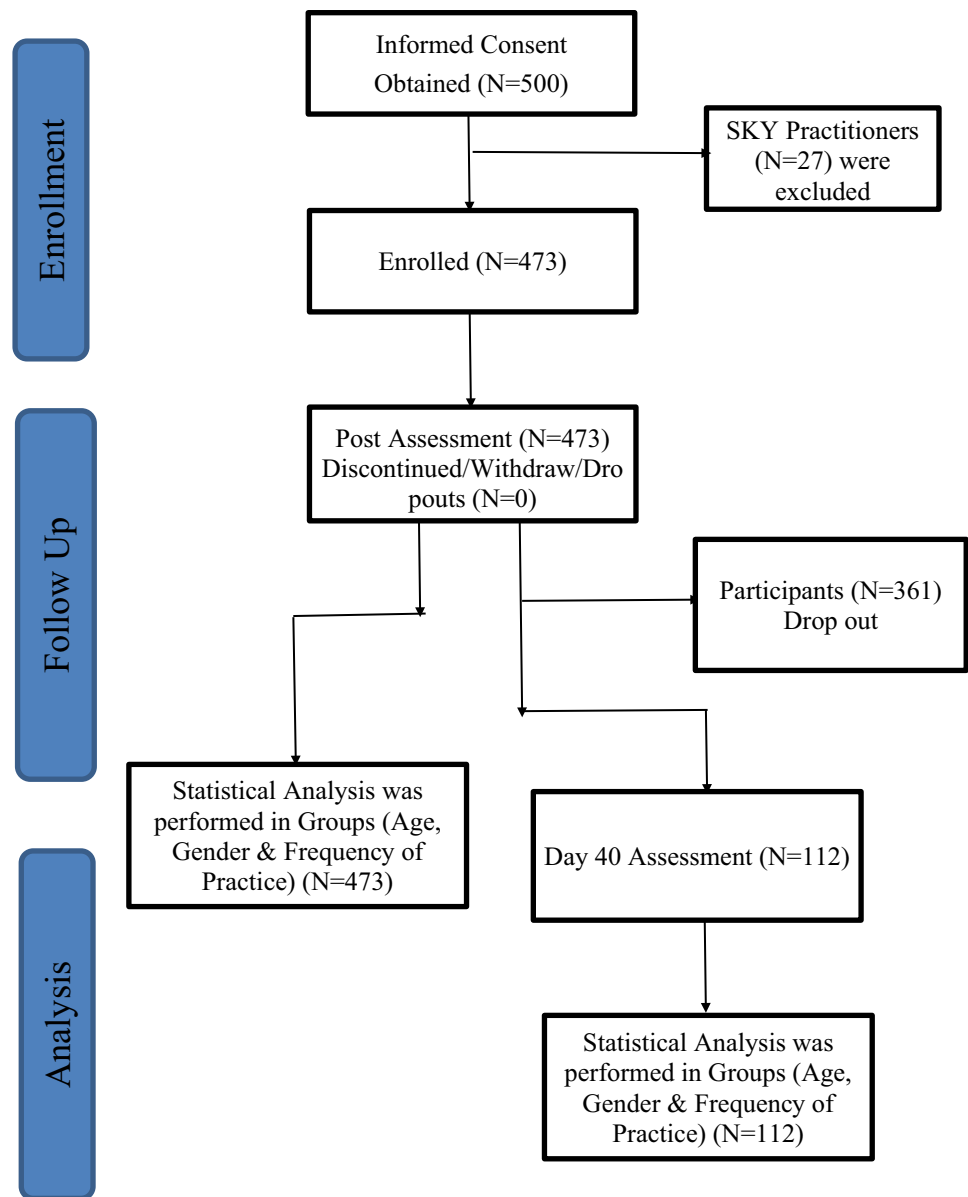 Enrollment
Informed Consent
Obtained (N=500)
SKY Practitioners
(N=27) were
excluded
Enrolled (N=473)
Follow Up
Post Assessment (N=473)
Discontinued/Withdraw/Dro
pouts (N=0)
Participants (N=361)
Drop out
Statistical Analysis was
performed in Groups (Age,
Gender & Frequency of
Practice) (N=473)
Day 40 Assessment (N=112)
Analysis
Statistical Analysis was
performed in Groups (Age,
Gender & Frequency of
Practice) (N=112)